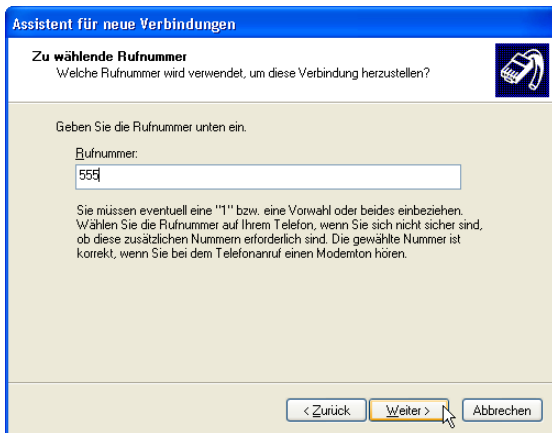 Assistent für neue Verbindungen
Zu wählende Rufnummer
Welche Rufnummer wird verwendet, um diese Verbindung herzustellen?
Geben Sie die Rufnummer unten ein.
Rufnummer:
555
Sie müssen eventuell eine "1" bzw. eine Vorwahl oder beides einbeziehen.
Wählen Sie die Rufnummer auf Ihrem Telefon, wenn Sie sich nicht sicher sind,
ob diese zusätzlichen Nummern erforderlich sind. Die gewählte Nummer ist
korrekt, wenn Sie bei dem Telefonanruf einen Modemton hören.
< Zurück Weiter > Abbrechen